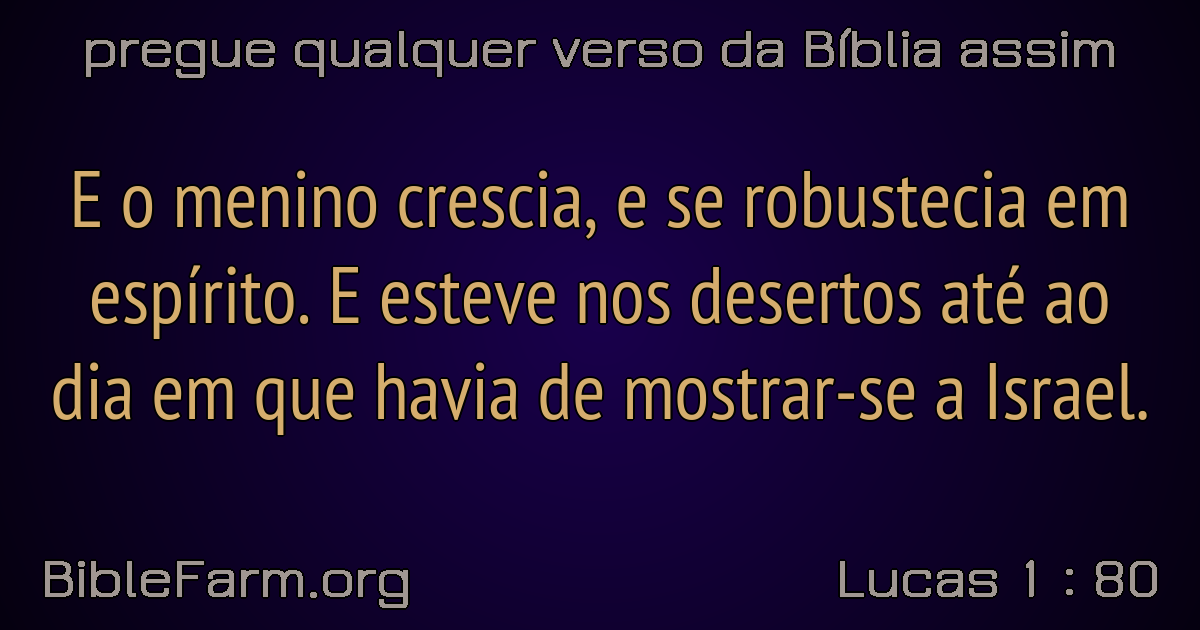 pregue qualquer verso da Bíblia assim
E o menino crescia, e se robustecia em
espírito. E esteve nos desertos até ao
dia em que havia de mostrar-se a Israel.
BibleFarm.org
Lucas 1 : 80